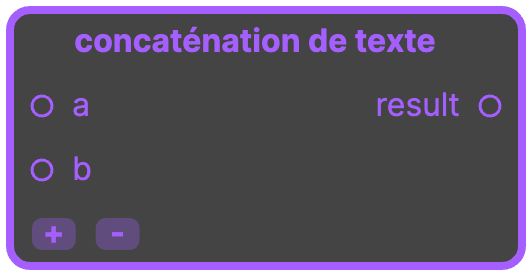 concaténation de texte
a result
b
+ -